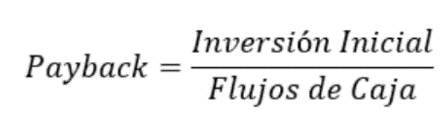 Payback = Inversión Inicial / Flujos de Caja